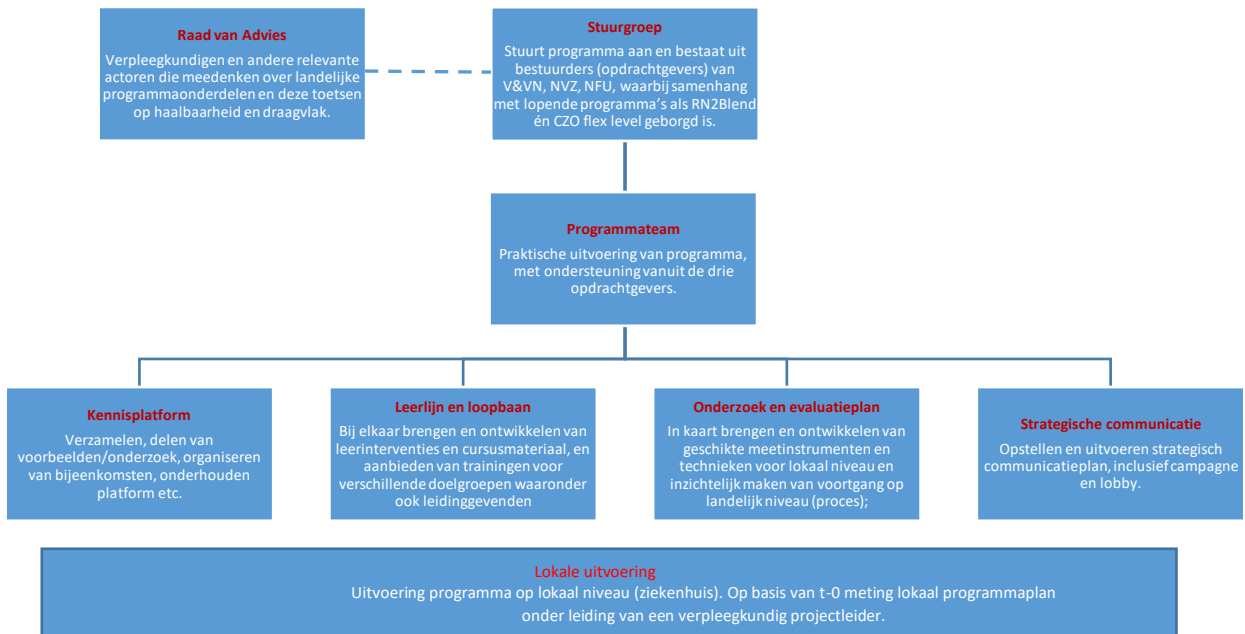 Raad van Advies
Verpleegkundigen en andere relevante
actoren die meedenken over landelijke
programmaonderdelen en deze toetsen
op haalbaarheid en draagvlak.
Stuurgroep
Stuurt programma aan en bestaat uit
bestuurders (opdrachtgevers) van
V&VN, NVZ, NFU, waarbij samenhang
met lopende programma's als RN2Blend
én CZO flex level geborgd is.
Programmateam
Praktische uitvoering van programma,
met ondersteuning vanuit de drie
opdrachtgevers.
Kennisplatform
Verzamelen, delen van
voorbeelden/onderzoek, organiseren
van bijeenkomsten, onderhouden
platform etc.
Leerlijn en loopbaan
Bij elkaar brengen en ontwikkelen van
leerinterventies en cursusmateriaal, en
aanbieden van trainingen voor
verschillende doelgroepen waaronder
ook leidinggevenden
Onderzoek en evaluatieplan
In kaart brengen en ontwikkelen van
geschikte meetinstrumenten en
technieken voor lokaal niveau en
inzichtelijk maken van voortgang op
landelijk niveau (proces);
Strategische communicatie
Opstellen en uitvoeren strategisch
communicatieplan, inclusief campagne
en lobby.
Lokale uitvoering
Uitvoering programma op lokaal niveau (ziekenhuis). Op basis van t-0 meting lokaal programmaplan
onder leiding van een verpleegkundig projectleider.